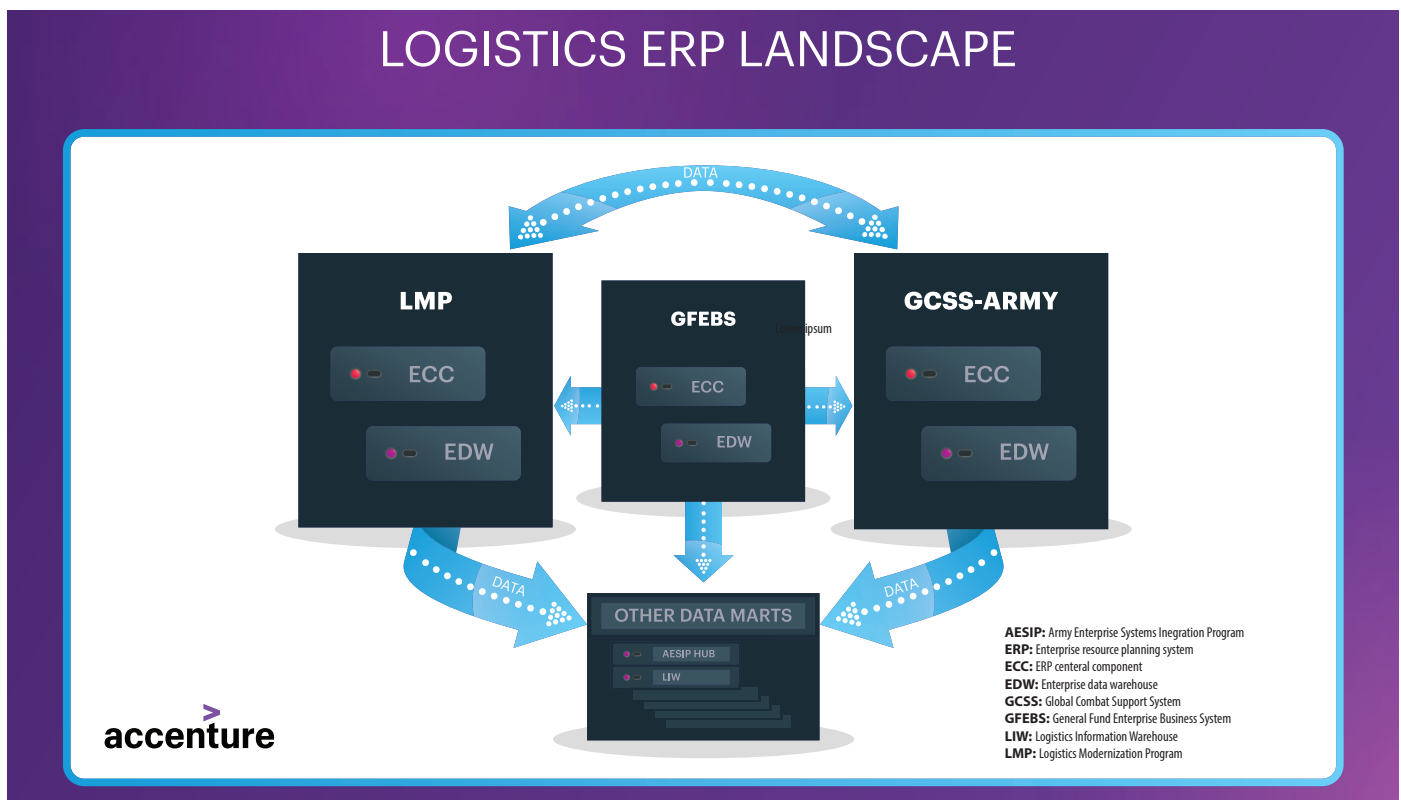 LOGISTICS ERP LANDSCAPE
DATA
LMP
ECC
EDW
GFEBS
ECC
EDW
Lorem ipsum
GCSS-ARMY
ECC
EDW
DATA
DATA
OTHER DATA MARTS
AESIP HUB
LIW
AESIP: Army Enterprise Systems Inegration Program
ERP: Enterprise resource planning system
ECC: ERP centeral component
EDW: Enterprise data warehouse
GCSS: Global Combat Support System
GFEBS: General Fund Enterprise Business System
LIW: Logistics Information Warehouse
LMP: Logistics Modernization Program
accenture